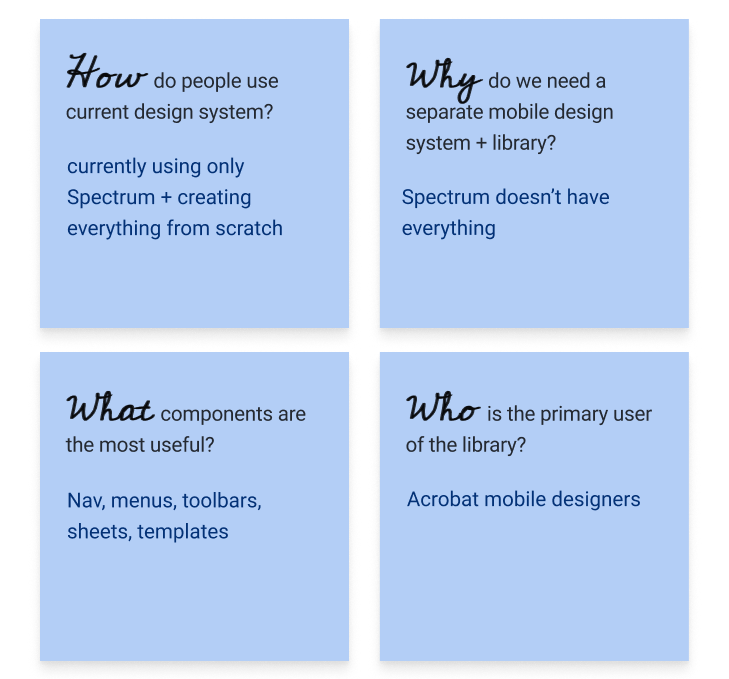 How do people use
current design system?
currently using only
Spectrum + creating
everything from scratch
Why do we need a
separate mobile design
system + library?
Spectrum doesn’t have
everything
What components are
the most useful?
Nav, menus, toolbars,
sheets, templates
Who is the primary user
of the library?
Acrobat mobile designers